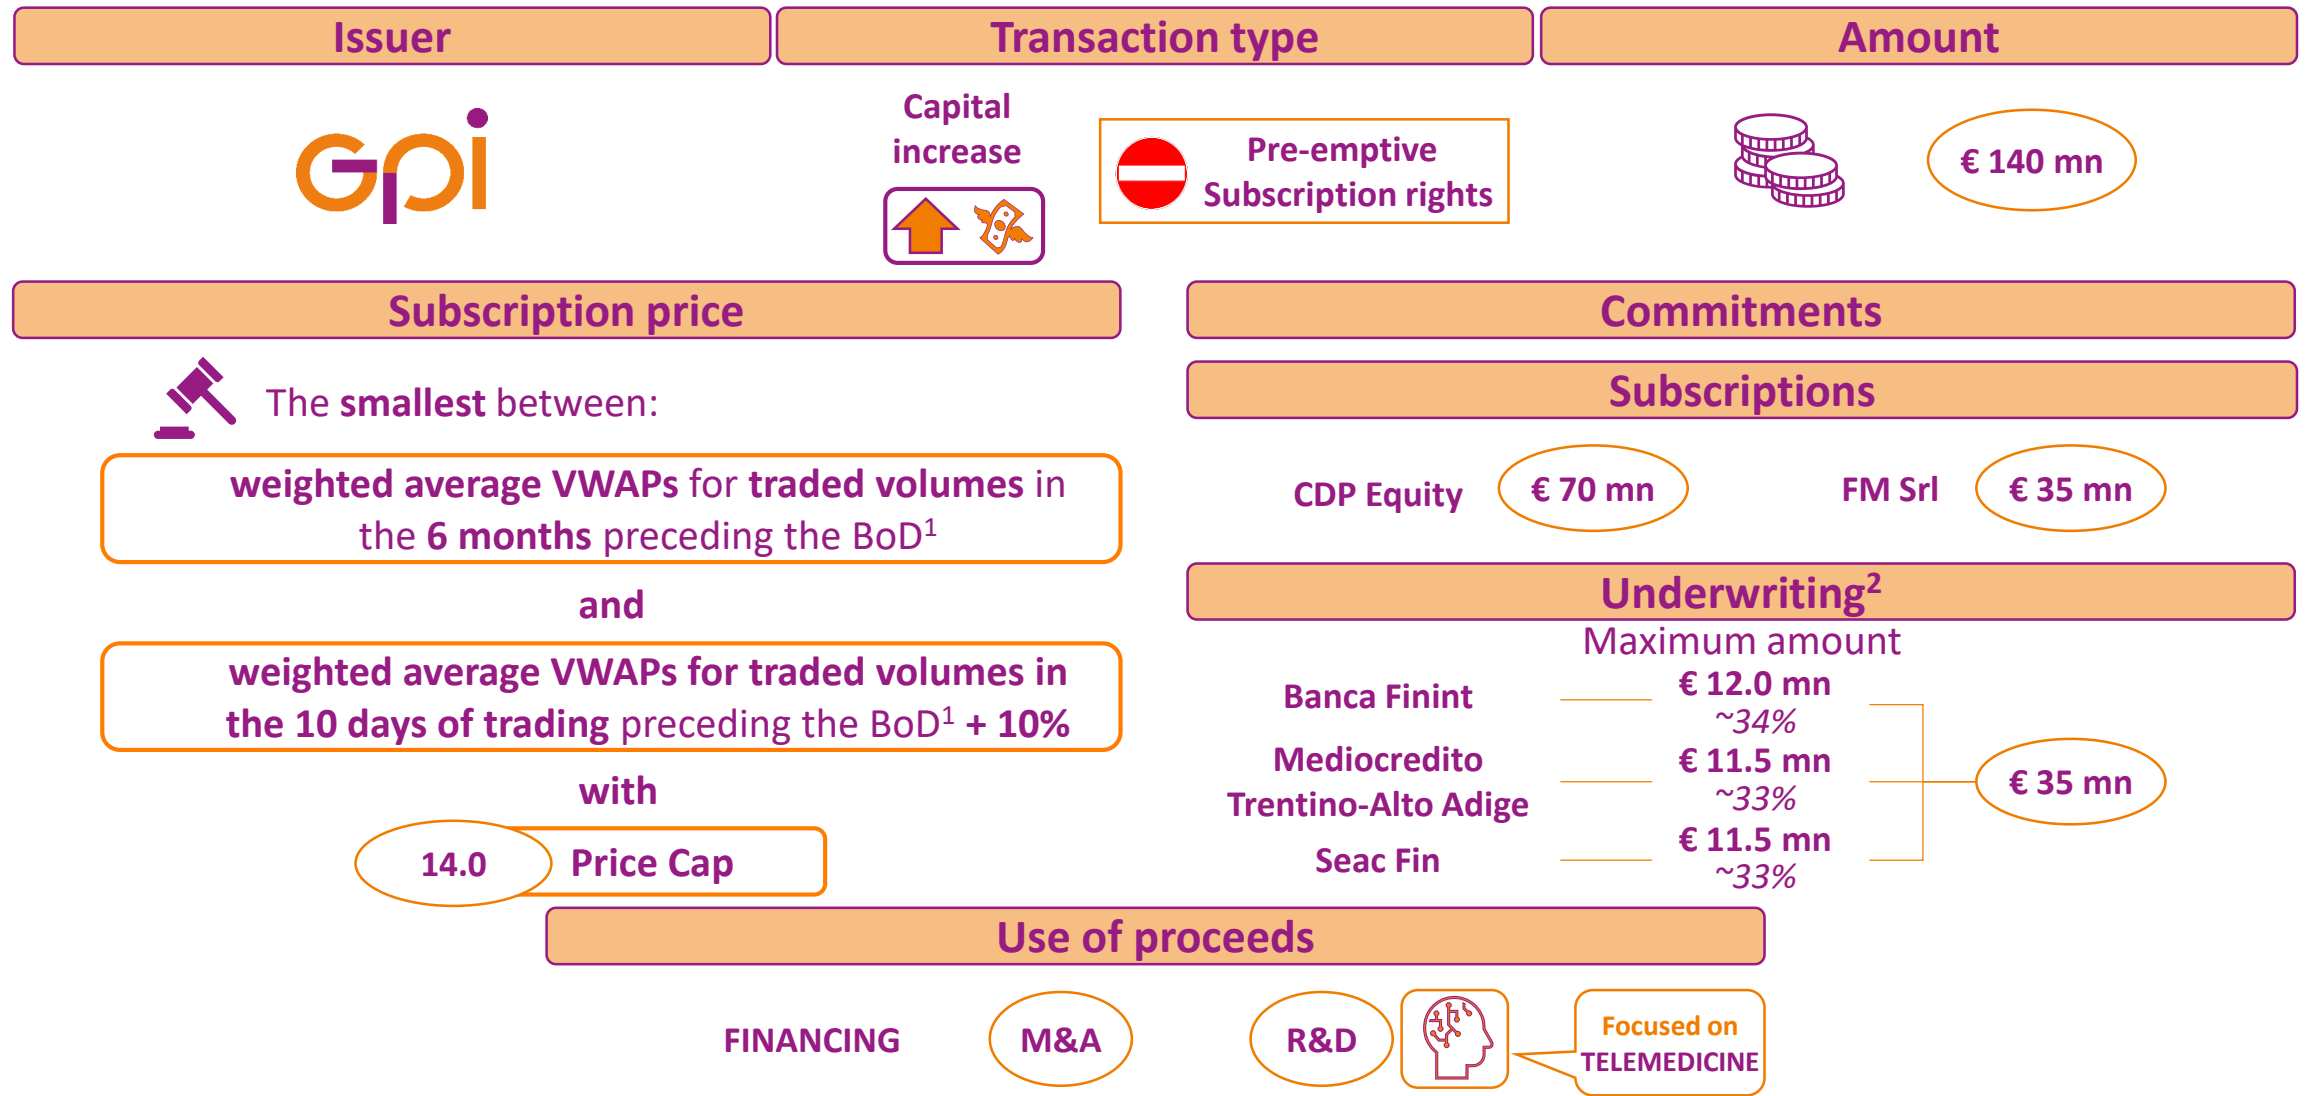 Issuer
Transaction type
Amount
Gpi
Capital
increase
Pre-emptive
Subscription rights
€ 140 mn
Subscription price
The smallest between:
weighted average VWAPs for traded volumes in
the 6 months preceding the BoD¹
and
weighted average VWAPs for traded volumes in
the 10 days of trading preceding the BoD¹ + 10%
with
14.0
Price Cap
Commitments
Subscriptions
CDP Equity
€ 70 mn
FM Srl
€ 35 mn
Underwriting²
Maximum amount
Banca Finint
€ 12.0 mn
~34%
Mediocredito
Trentino-Alto Adige
€ 11.5 mn
~33%
Seac Fin
€ 11.5 mn
~33%
€ 35 mn
Use of proceeds
FINANCING
M&A
R&D
Focused on
TELEMEDICINE